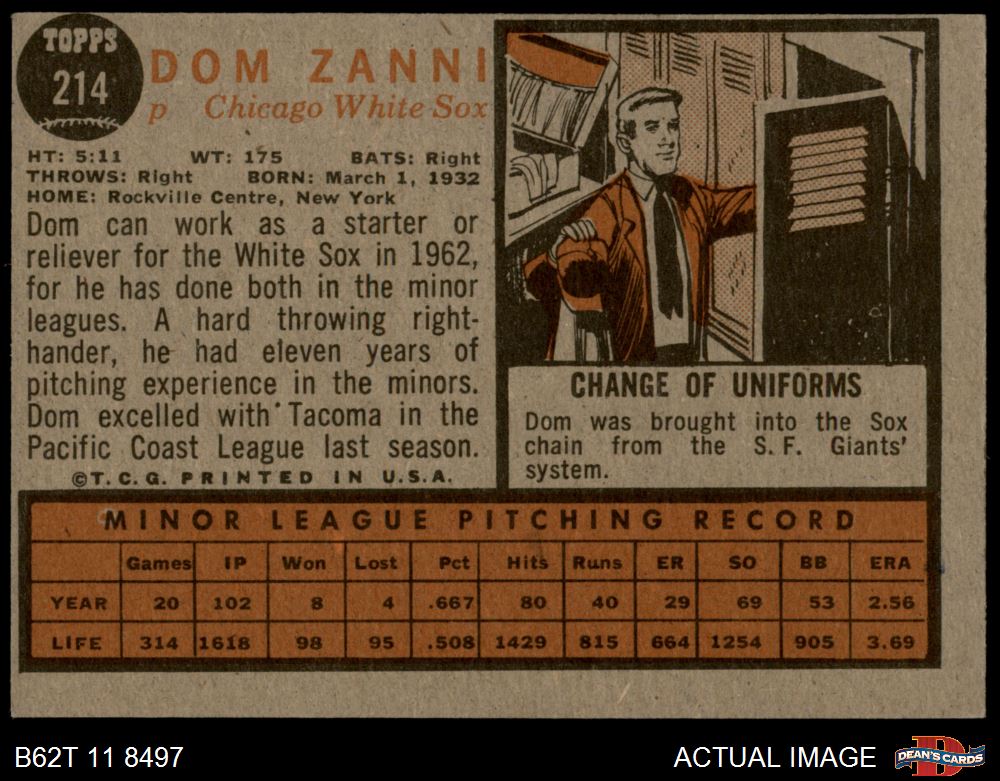 TOPPS
214
DOM ZANNI
p Chicago White Sox
HT: 5:11 WT: 175 BATS: Right
THROWS: Right BORN: March 1, 1932
HOME: Rockville Centre, New York
Dom can work as a starter or
reliever for the White Sox in 1962,
for he has done both in the minor
leagues. A hard throwing right-
hander, he had eleven years of
pitching experience in the minors.
Dom excelled with Tacoma in the
Pacific Coast League last season.
©T.C.G. PRINTED IN U.S.A.
CHANGE OF UNIFORMS
Dom was brought into the Sox
chain from the S.F. Giants'
system.
MINOR LEAGUE PITCHING RECORD
Games IP Won Lost Pct Hits Runs ER SO BB ERA
YEAR 20 102 8 4 .667 80 40 29 69 53 2.56
LIFE 314 1618 98 95 .508 1429 815 664 1254 905 3.69
B62T 11 8497 ACTUAL IMAGE
D
DEAN'S CARDS